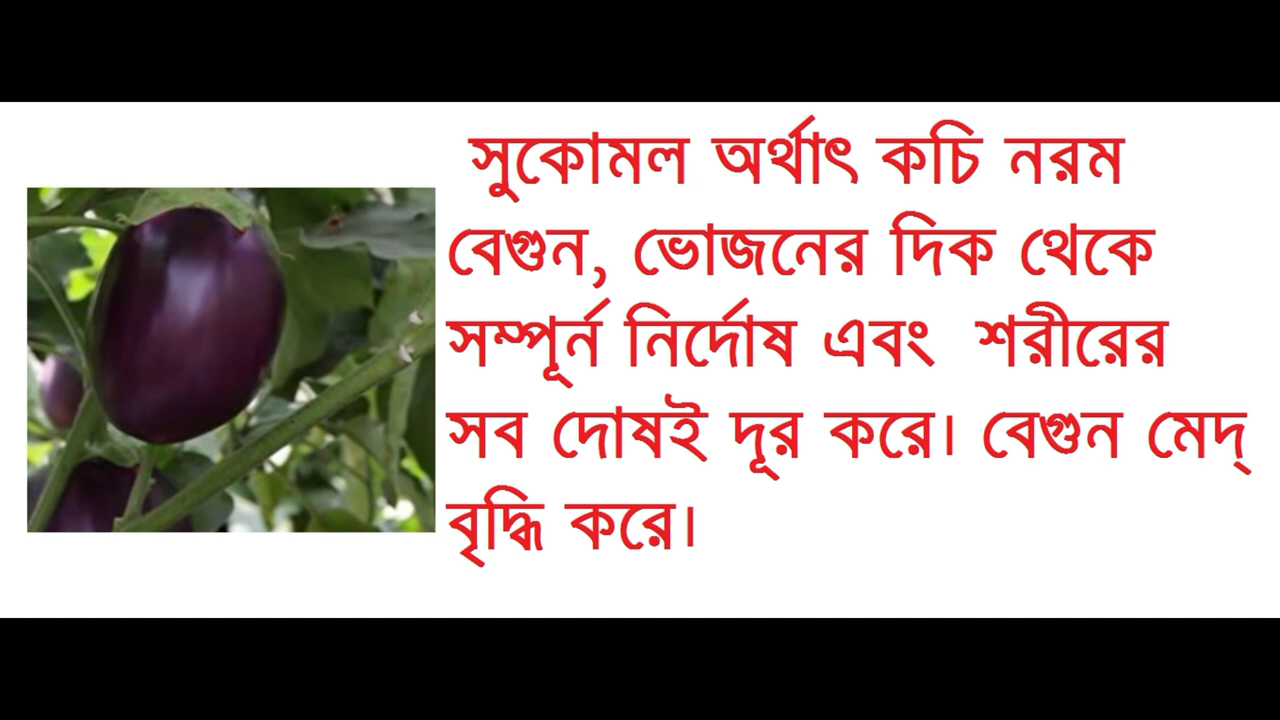 সুকোমল অর্থাৎ কচি নরম
বেগুন, ভোজনের দিক থেকে
সম্পূর্ন নির্দোষ এবং শরীরের
সব দোষই দূর করে। বেগুন মেদ্
বৃদ্ধি করে।